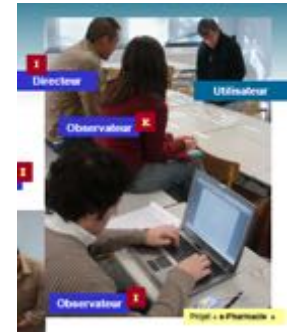 I
Directeur
Utilisateur
Observateur K
I
Observateur I
Projet « e-Pharmacie »